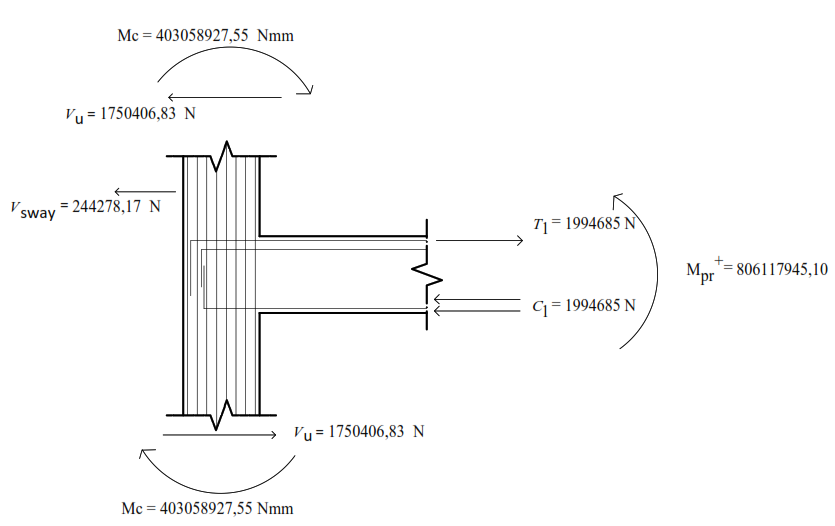 Mc = 403058927,55 Nmm
Vu = 1750406,83 N
Vsway = 244278,17 N
T1 = 1994685 N
Mpr+ = 806117945,10
C1 = 1994685 N
Vu = 1750406,83 N
Mc = 403058927,55 Nmm